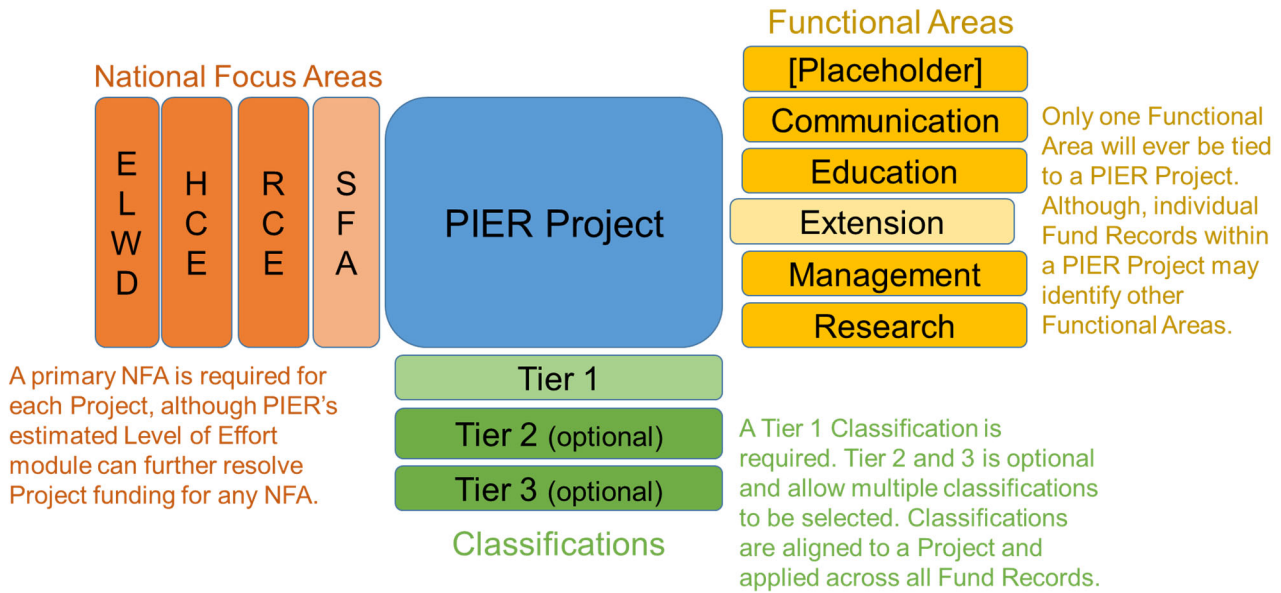 National Focus Areas
ELWD
HCE
RCE
SFA
A primary NFA is required for
each Project, although PIER's
estimated Level of Effort
module can further resolve
Project funding for any NFA.
PIER Project
Tier 1
Tier 2 (optional)
Tier 3 (optional)
Classifications
Functional Areas
[Placeholder]
Communication
Education
Extension
Management
Research
Only one Functional
Area will ever be tied
to a PIER Project.
Although, individual
Fund Records within
a PIER Project may
identify other
Functional Areas.
A Tier 1 Classification is
required. Tier 2 and 3 is optional
and allow multiple classifications
to be selected. Classifications
are aligned to a Project and
applied across all Fund Records.